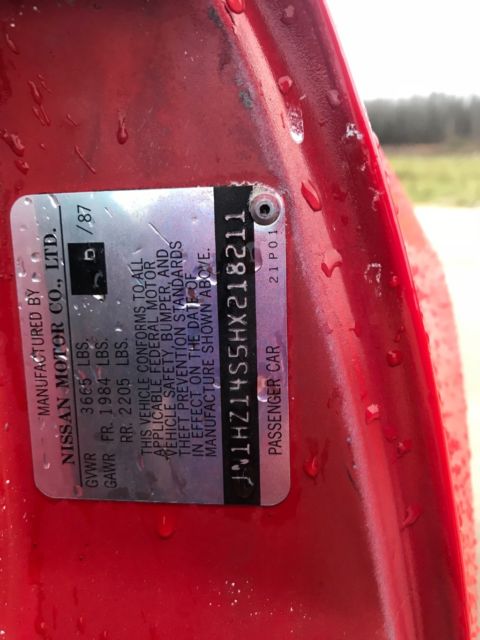 MANUFACTURED BY
NISSAN MOTOR CO., LTD.
/87
GVWR 3665 LBS.
GAWR FR. 1984 LBS.
RR. 2205 LBS.
THIS VEHICLE CONFORMS TO ALL
APPLICABLE FEDERAL MOTOR
VEHICLE SAFETY, BUMPER, AND
THEFT PREVENTION STANDARDS
IN EFFECT ON THE DATE OF
MANUFACTURE SHOWN ABOVE.
JN1HZ14S5HX218211
PASSENGER CAR
21P01